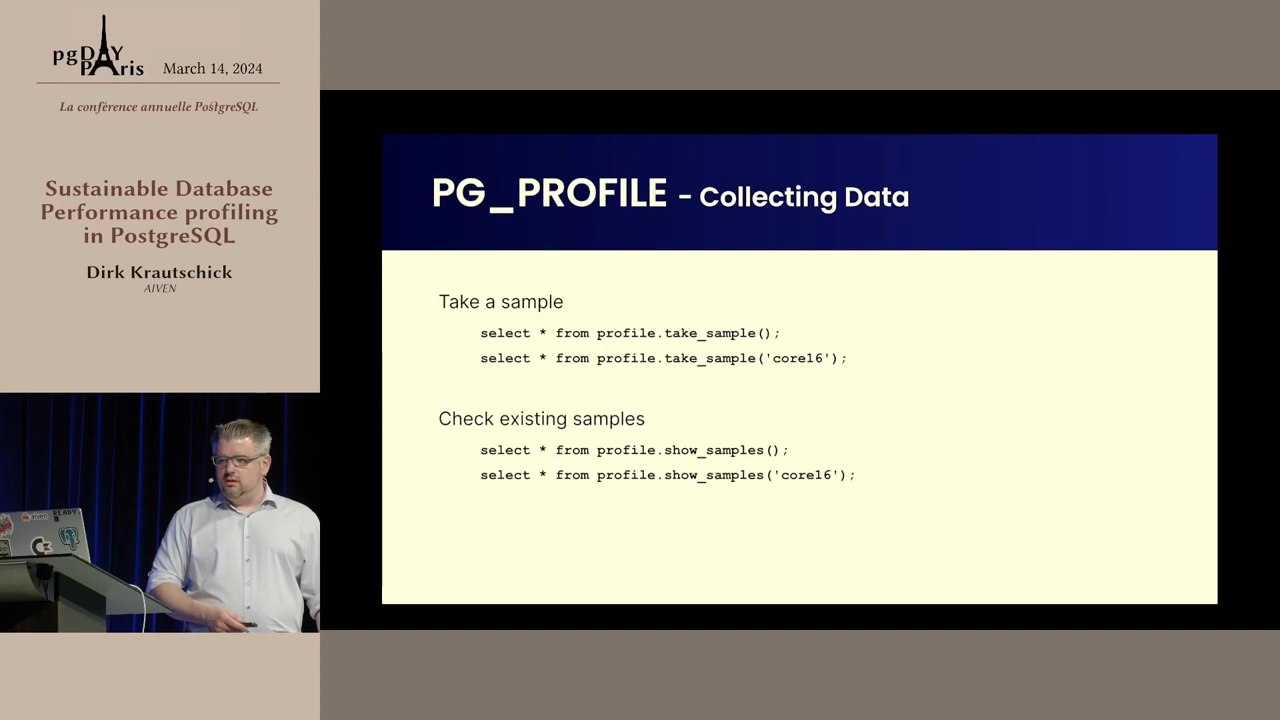 pgDAY
PAris
March 14, 2024
La conférence annuelle PostgreSQL
Sustainable Database
Performance profiling
in PostgreSQL
Dirk Krautschick
AIVEN
READY.
aiven
PG_PROFILE - Collecting Data
Take a sample
select * from profile.take_sample();
select * from profile.take_sample('core16');
Check existing samples
select * from profile.show_samples();
select * from profile.show_samples('core16');